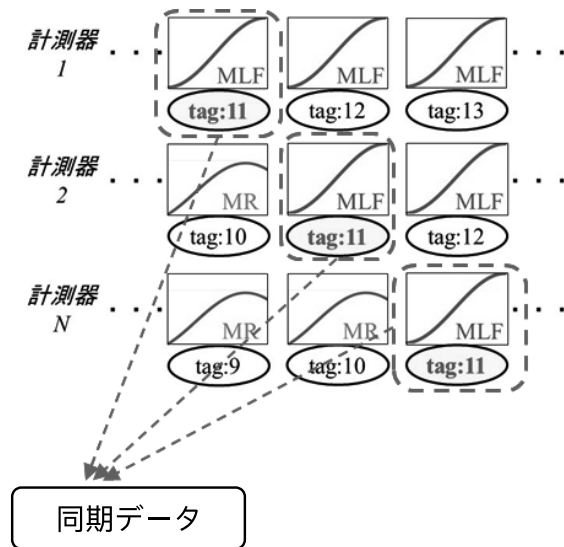 計測器
1
・・・
MLF
MLF
MLF
・・・
tag:11
tag:12
tag:13
計測器
2
・・・
MR
MLF
MLF
・・・
tag:10
tag:11
tag:12
計測器
N
・・・
MR
MR
MLF
・・・
tag:9
tag:10
tag:11
同期データ